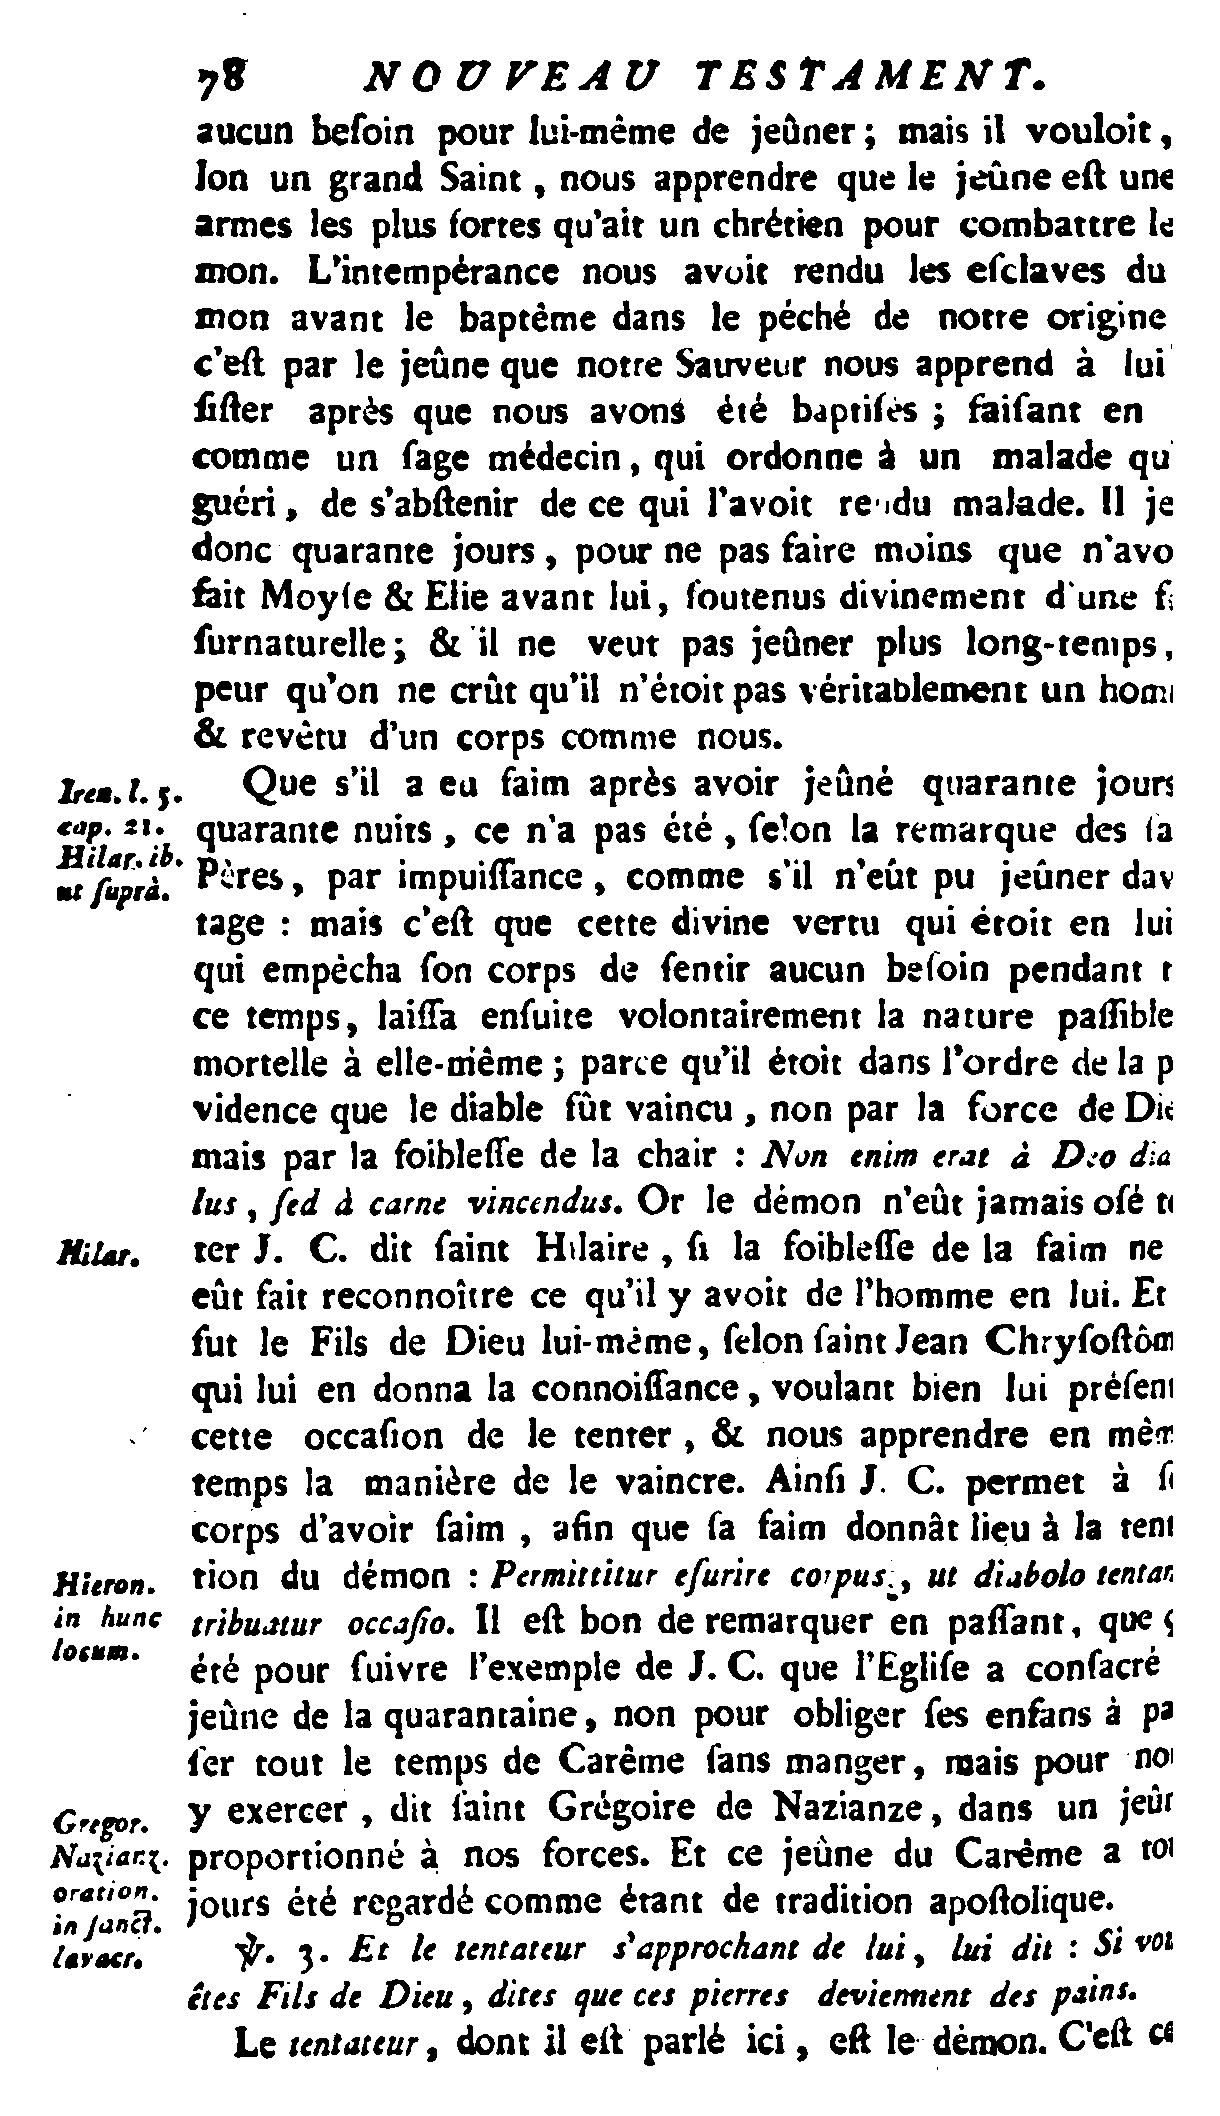 78 NOUVEAU TESTAMENT.
aucun beſoin pour lui-même de jeûner ; mais il vouloit ,
lon un grand Saint , nous apprendre que le jeûne eſt une
armes les plus fortes qu'ait un chrétien pour combattre le
mon. L'intempérance nous avoit rendu les eſclaves du
mon avant le baptême dans le péché de notre origine
c'eſt par le jeûne que notre Sauveur nous apprend à lui
ſiſter après que nous avons été baptiſés ; faiſant en
comme un ſage médecin , qui ordonne à un malade qu'
guéri , de s'abſtenir de ce qui l'avoit rendu malade. Il je
donc quarante jours , pour ne pas faire moins que n'avo
fait Moyſe & Elie avant lui , ſoutenus divinement d'une f
ſurnaturelle ; & il ne veut pas jeûner plus long-temps ,
peur qu'on ne crût qu'il n'étoit pas véritablement un hom
& revêtu d'un corps comme nous.
Iren. l. 5.
cap. 21.
Hilar. ib.
ut ſuprà.
Que s'il a eu faim après avoir jeûné quarante jours
quarante nuits , ce n'a pas été , ſelon la remarque des ſa
Pères , par impuiſſance , comme s'il n'eût pu jeûner dav
tage : mais c'eſt que cette divine vertu qui étoit en lui
qui empêcha ſon corps de ſentir aucun beſoin pendant t
ce temps , laiſſa enſuite volontairement la nature paſſible
mortelle à elle-même ; parce qu'il étoit dans l'ordre de la p
vidence que le diable fût vaincu , non par la force de Die
mais par la foibleſſe de la chair : Non enim erat à Deo dia
lus , ſed à carne vincendus. Or le démon n'eût jamais oſé te
Hilar.
ter J. C. dit ſaint Hilaire , ſi la foibleſſe de la faim ne
eût fait reconnoître ce qu'il y avoit de l'homme en lui. Et
fut le Fils de Dieu lui-même , ſelon ſaint Jean Chryſoſtôm
qui lui en donna la connoiſſance , voulant bien lui préſent
cette occaſion de le tenter , & nous apprendre en mêm
temps la manière de le vaincre. Ainſi J. C. permet à ſ
corps d'avoir faim , afin que ſa faim donnât lieu à la tent
Hieron.
in hunc
locum.
tion du démon : Permittitur eſurire corpus , ut diabolo tentan
tribuatur occaſio. Il eſt bon de remarquer en paſſant , que ç
été pour ſuivre l'exemple de J. C. que l'Egliſe a conſacré
jeûne de la quarantaine , non pour obliger ſes enfans à pa
ſer tout le temps de Carême ſans manger , mais pour nou
Gregor.
Nazianz.
oration.
in ſanct.
lavacr.
y exercer , dit ſaint Grégoire de Nazianze , dans un jeûn
proportionné à nos forces. Et ce jeûne du Carême a tou
jours été regardé comme étant de tradition apoſtolique.
℣. 3. Et le tentateur s'approchant de lui , lui dit : Si vou
êtes Fils de Dieu , dites que ces pierres deviennent des pains.
Le tentateur , dont il eſt parlé ici , eſt le démon. C'eſt ce